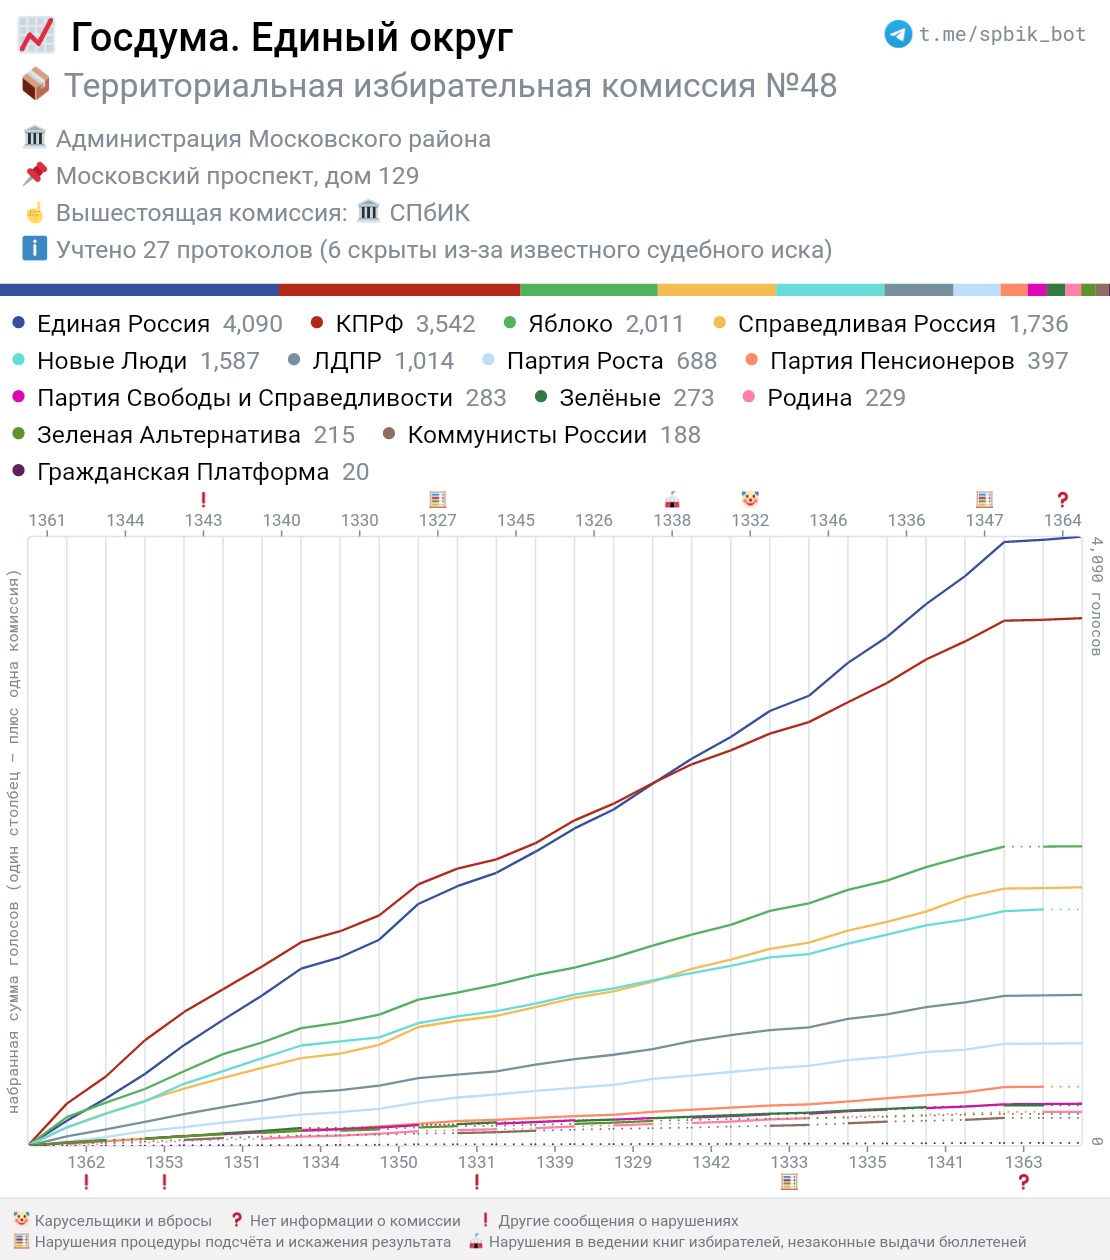 Госдума. Единый округ
t.me/spbik_bot
Территориальная избирательная комиссия №48
Администрация Московского района
Московский проспект, дом 129
Вышестоящая комиссия: СПбИК
Учтено 27 протоколов (6 скрыты из-за известного судебного иска)
Единая Россия 4,090 КПРФ 3,542 Яблоко 2,011 Справедливая Россия 1,736
Новые Люди 1,587 ЛДПР 1,014 Партия Роста 688 Партия Пенсионеров 397
Партия Свободы и Справедливости 283 Зелёные 273 Родина 229
Зеленая Альтернатива 215 Коммунисты России 188
Гражданская Платформа 20
1361 1344 1343 1340 1330 1327 1345 1326 1338 1332 1346 1336 1347 1364
4,090 голосов
набранная сумма голосов (один столбец — плюс одна комиссия)
0
1362 1353 1351 1334 1350 1331 1339 1329 1342 1333 1335 1341 1363
Карусельщики и вбросы Нет информации о комиссии Другие сообщения о нарушениях
Нарушения процедуры подсчёта и искажения результата Нарушения в ведении книг избирателей, незаконные выдачи бюллетеней